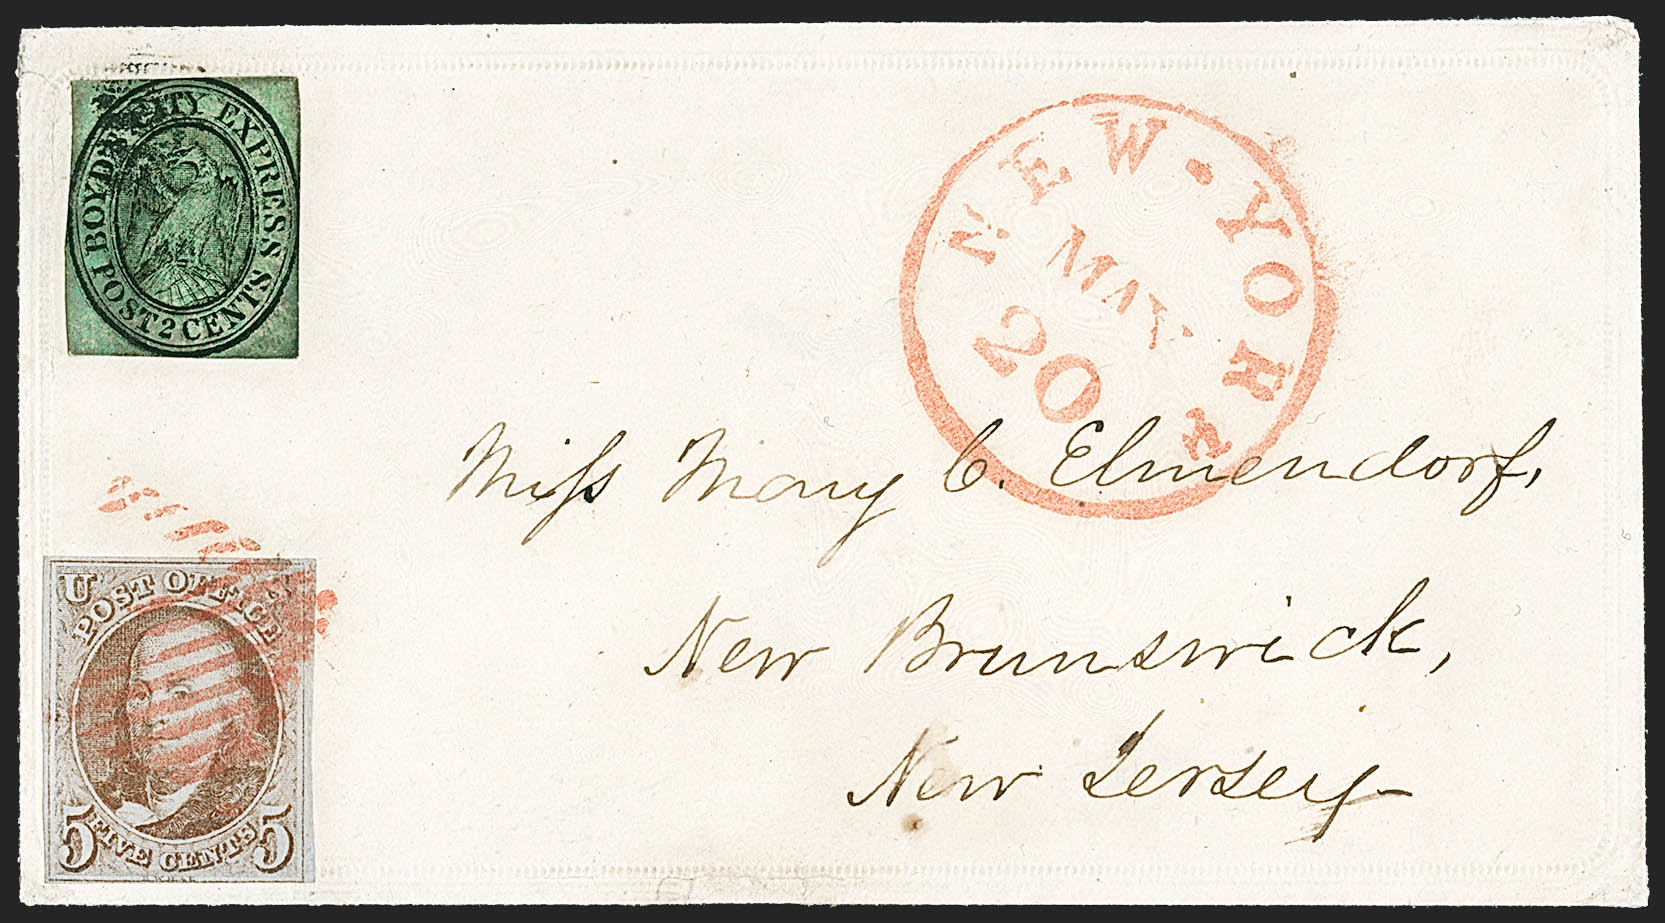 BOYD'S CITY EXPRESS POST 2 CENTS
NEW·YORK
MAY
20
Miss Mary C. Elmendorf,
New Brunswick,
New Jersey
U
POST OFFICE
5 FIVE CENTS 5